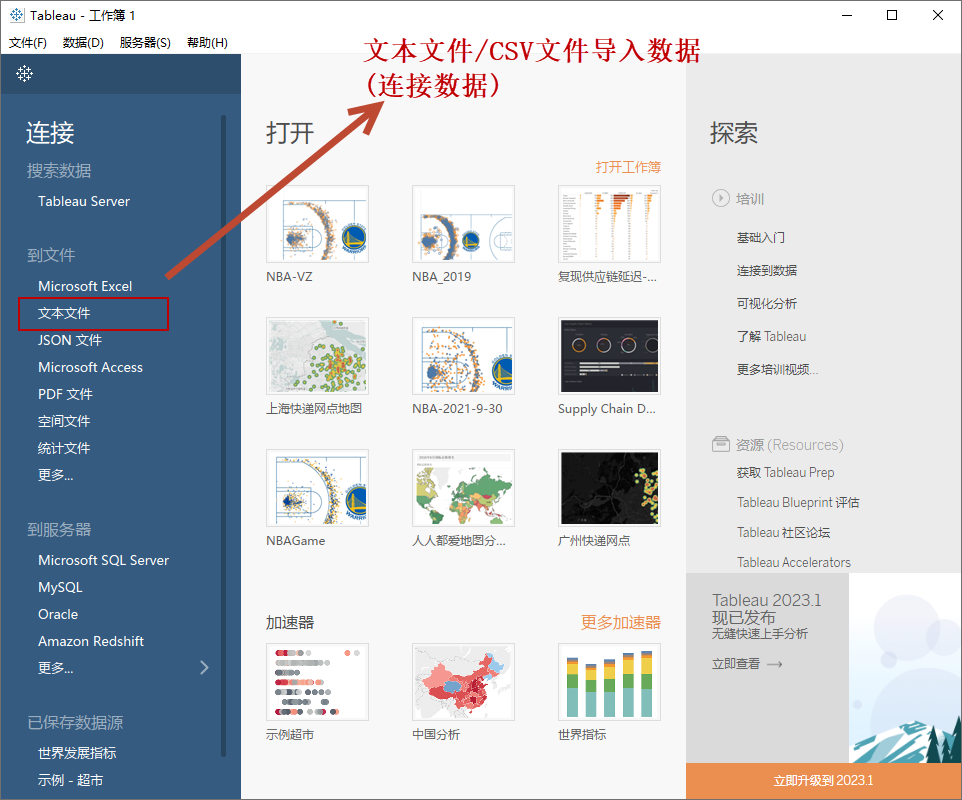 Tableau - 工作簿 1
文件(F) 数据(D) 服务器(S) 帮助(H)
文本文件/CSV文件导入数据
(连接数据)
连接
搜索数据
Tableau Server
到文件
Microsoft Excel
文本文件
JSON 文件
Microsoft Access
PDF 文件
空间文件
统计文件
更多...
到服务器
Microsoft SQL Server
MySQL
Oracle
Amazon Redshift
更多...
已保存数据源
世界发展指标
示例 - 超市
打开
打开工作簿
NBA-VZ
NBA_2019
复现供应链延迟-...
上海快递网点地图
NBA-2021-9-30
Supply Chain D...
NBAGame
人人都爱地图分...
广州快递网点
加速器
更多加速器
示例超市
中国分析
世界指标
探索
培训
基础入门
连接到数据
可视化分析
了解 Tableau
更多培训视频...
资源 (Resources)
获取 Tableau Prep
Tableau Blueprint 评估
Tableau 社区论坛
Tableau Accelerators
Tableau 2023.1
现已发布
无缝快速上手分析
立即查看 →
立即升级到 2023.1